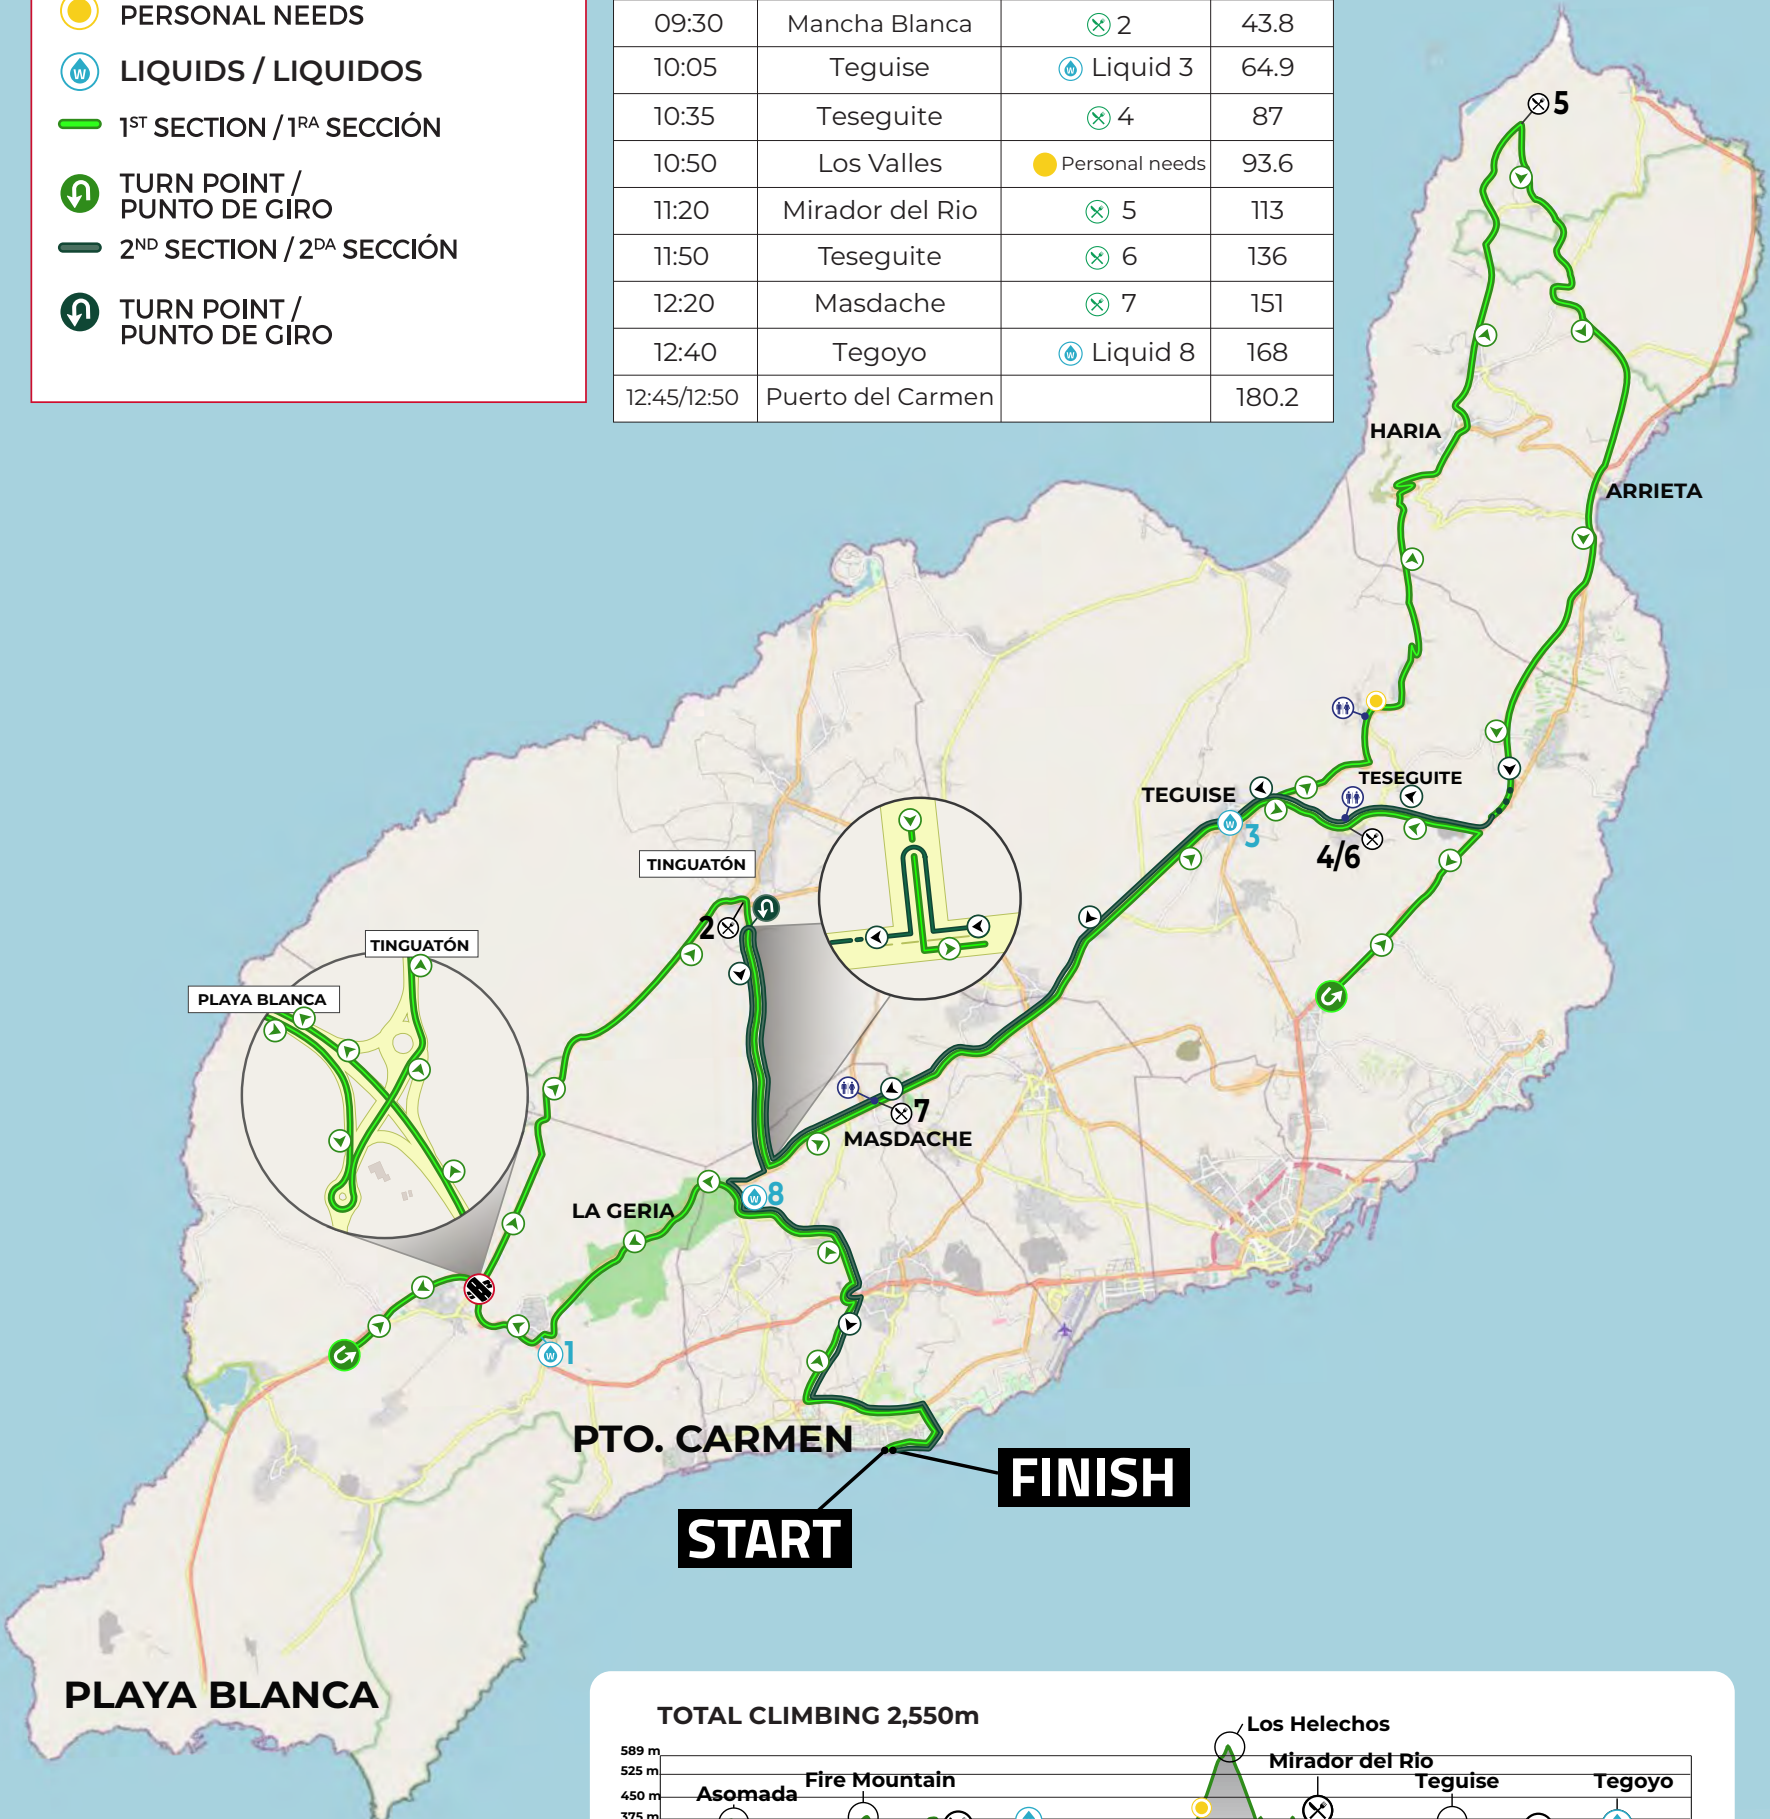 PERSONAL NEEDS
LIQUIDS / LIQUIDOS
1ST SECTION / 1RA SECCIÓN
TURN POINT /
PUNTO DE GIRO
2ND SECTION / 2DA SECCIÓN
TURN POINT /
PUNTO DE GIRO
09:30 Mancha Blanca 2 43.8
10:05 Teguise Liquid 3 64.9
10:35 Teseguite 4 87
10:50 Los Valles Personal needs 93.6
11:20 Mirador del Rio 5 113
11:50 Teseguite 6 136
12:20 Masdache 7 151
12:40 Tegoyo Liquid 8 168
12:45/12:50 Puerto del Carmen 180.2
5
HARIA
ARRIETA
TESEGUITE
TEGUISE
3
4/6
TINGUATÓN
2
TINGUATÓN
PLAYA BLANCA
7
MASDACHE
8
LA GERIA
1
PTO. CARMEN
FINISH
START
PLAYA BLANCA
TOTAL CLIMBING 2,550m
Los Helechos
589 m
Mirador del Rio
525 m
Fire Mountain
Teguise
Tegoyo
Asomada
450 m
375 m